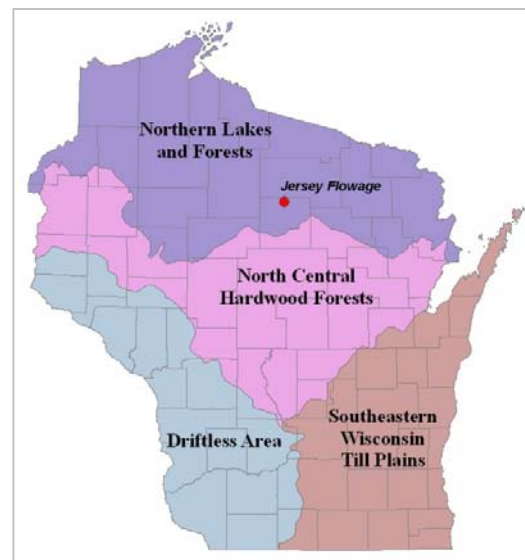 Northern Lakes
and Forests
Jersey Flowage
North Central
Hardwood Forests
Driftless Area
Southeastern
Wisconsin
Till Plains